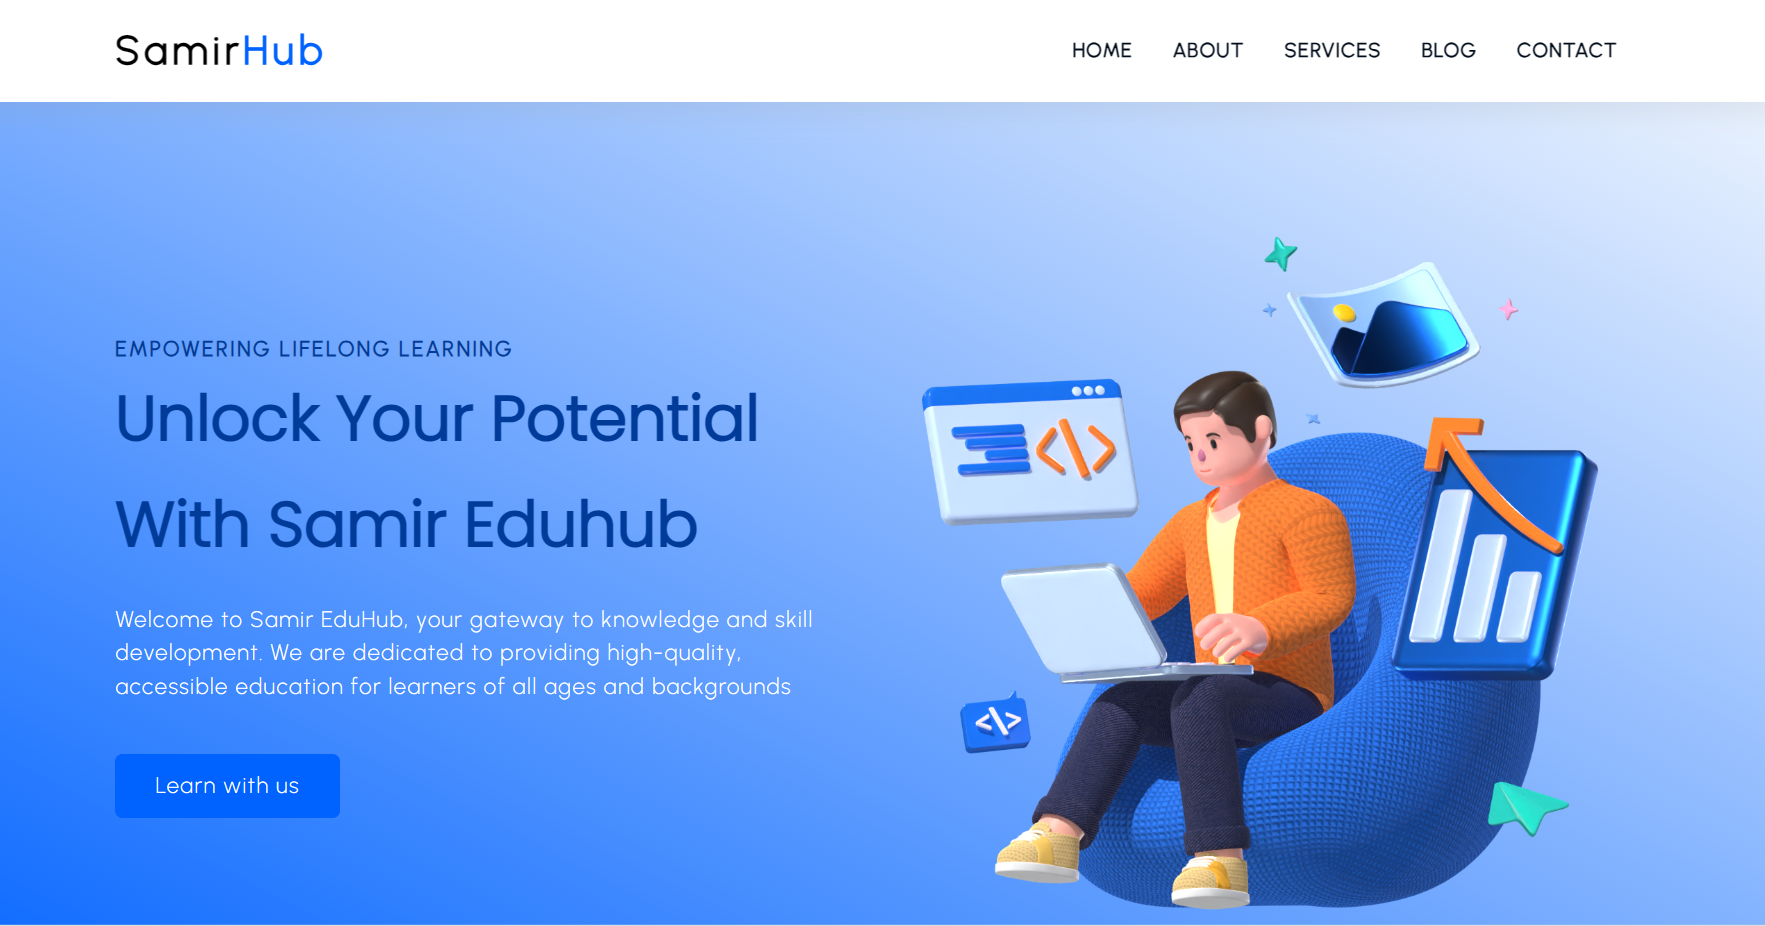 SamirHub
HOME ABOUT SERVICES BLOG CONTACT
EMPOWERING LIFELONG LEARNING
Unlock Your Potential
With Samir Eduhub
Welcome to Samir EduHub, your gateway to knowledge and skill
development. We are dedicated to providing high-quality,
accessible education for learners of all ages and backgrounds
Learn with us